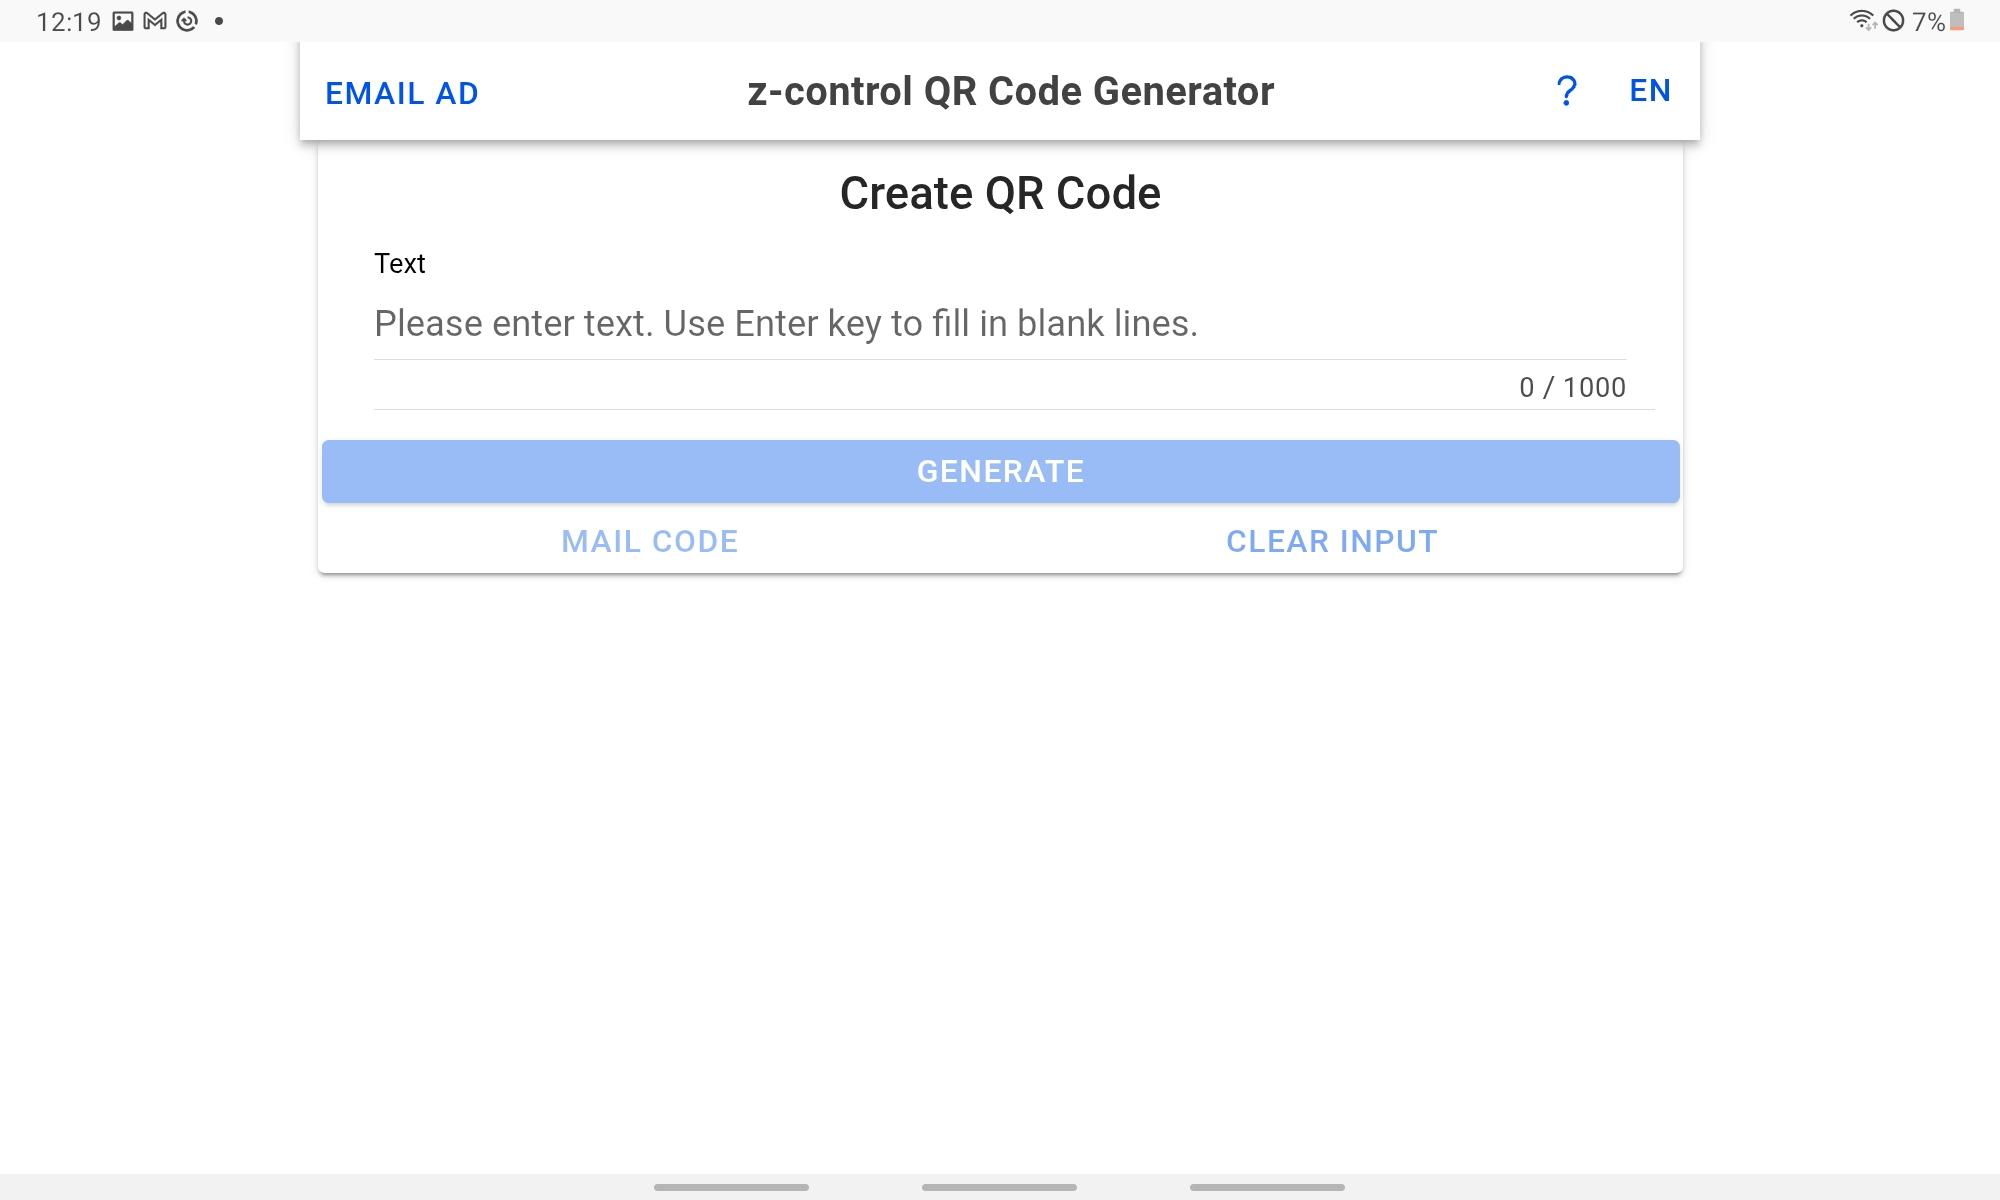 12:19 7%
EMAIL AD z-control QR Code Generator ? EN
Create QR Code
Text
Please enter text. Use Enter key to fill in blank lines.
0 / 1000
GENERATE
MAIL CODE CLEAR INPUT